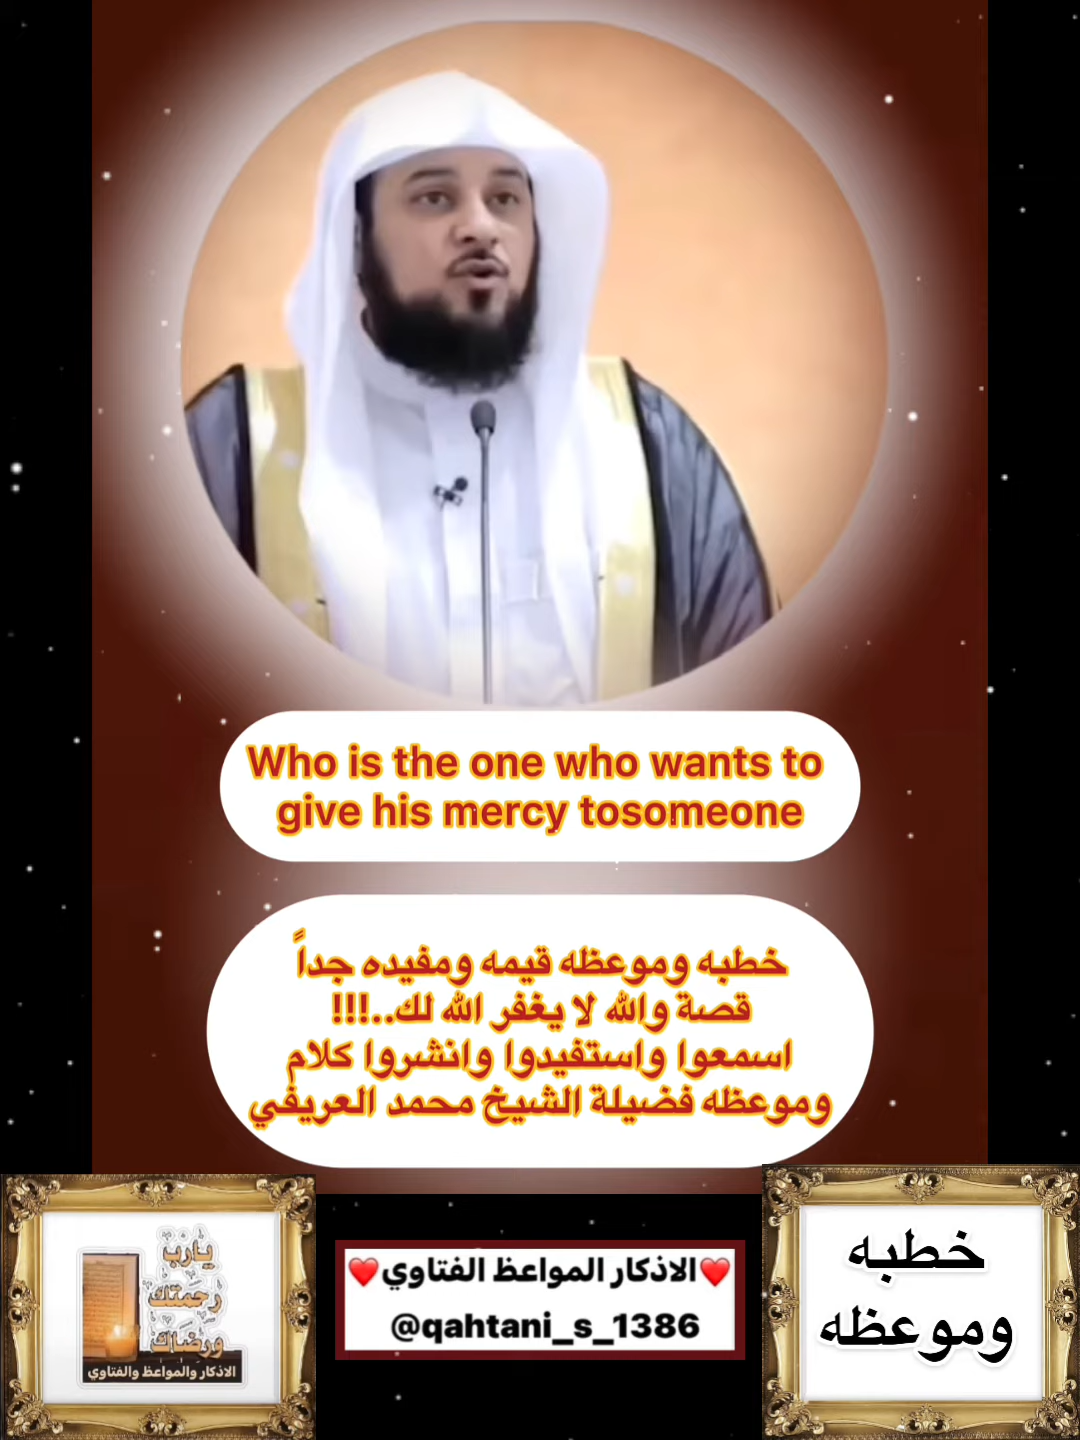 Who is the one who wants to
give his mercy tosomeone
خطبه وموعظه قيمه ومفيده جداً
قصة والله لا يغفر الله لك..!!!
اسمعوا واستفيدوا وانشروا كلام
وموعظه فضيلة الشيخ محمد العريفي
يارب
رحمتك
ورضاك
الاذكار والمواعظ والفتاوي
❤️الاذكار المواعظ الفتاوي❤️
@qahtani_s_1386
خطبه
وموعظه